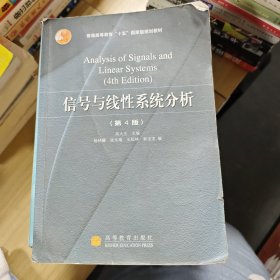 普通高等教育“十五”国家级规划教材
Analysis of Signals and
Linear Systems
(4th Edition)
信号与线性系统分析
(第4版)
吴大正 主编
高等教育出版社
HIGHER EDUCATION PRESS